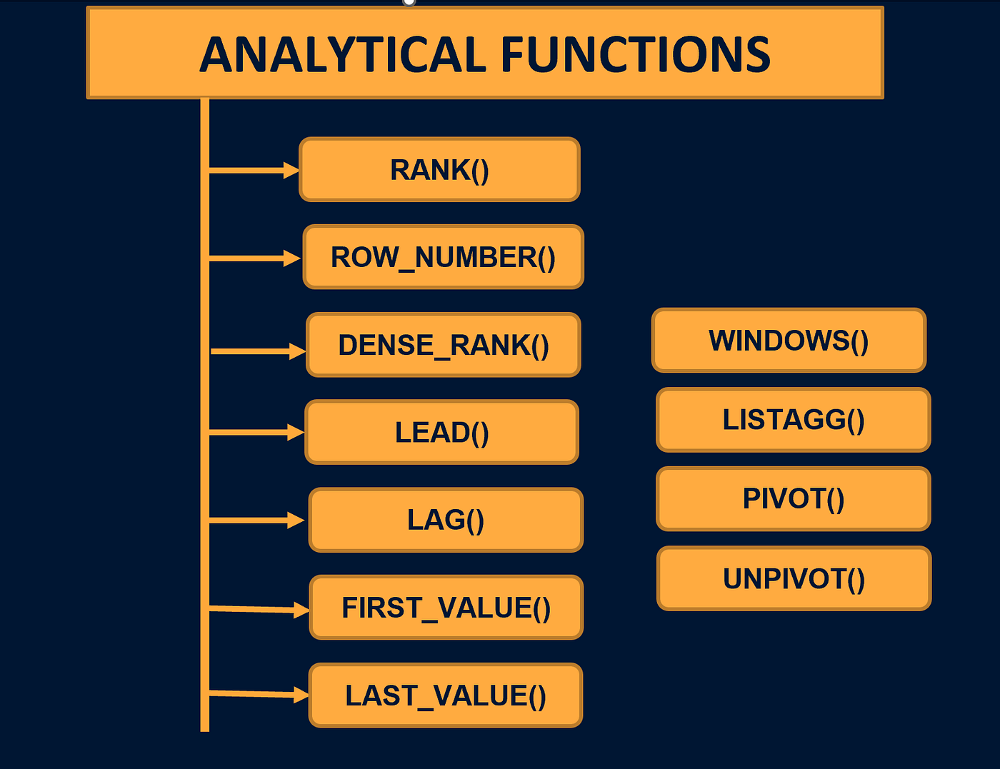 ANALYTICAL FUNCTIONS
RANK()
ROW_NUMBER()
DENSE_RANK()
LEAD()
LAG()
FIRST_VALUE()
LAST_VALUE()
WINDOWS()
LISTAGG()
PIVOT()
UNPIVOT()